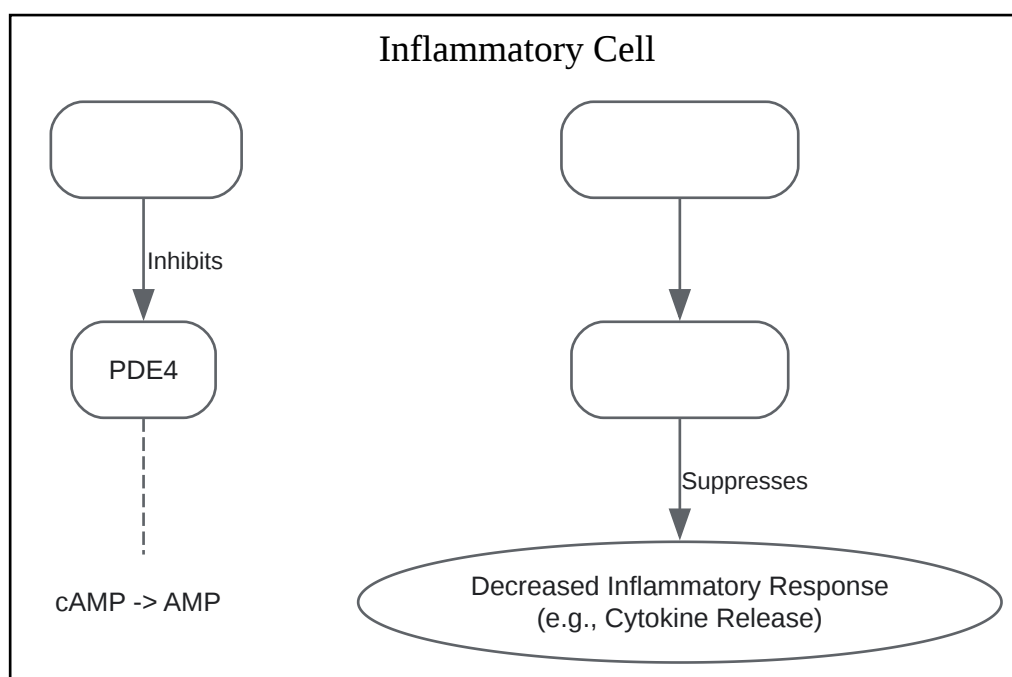 Inflammatory Cell
Inhibits
PDE4
Suppresses
cAMP -> AMP
Decreased Inflammatory Response
(e.g., Cytokine Release)